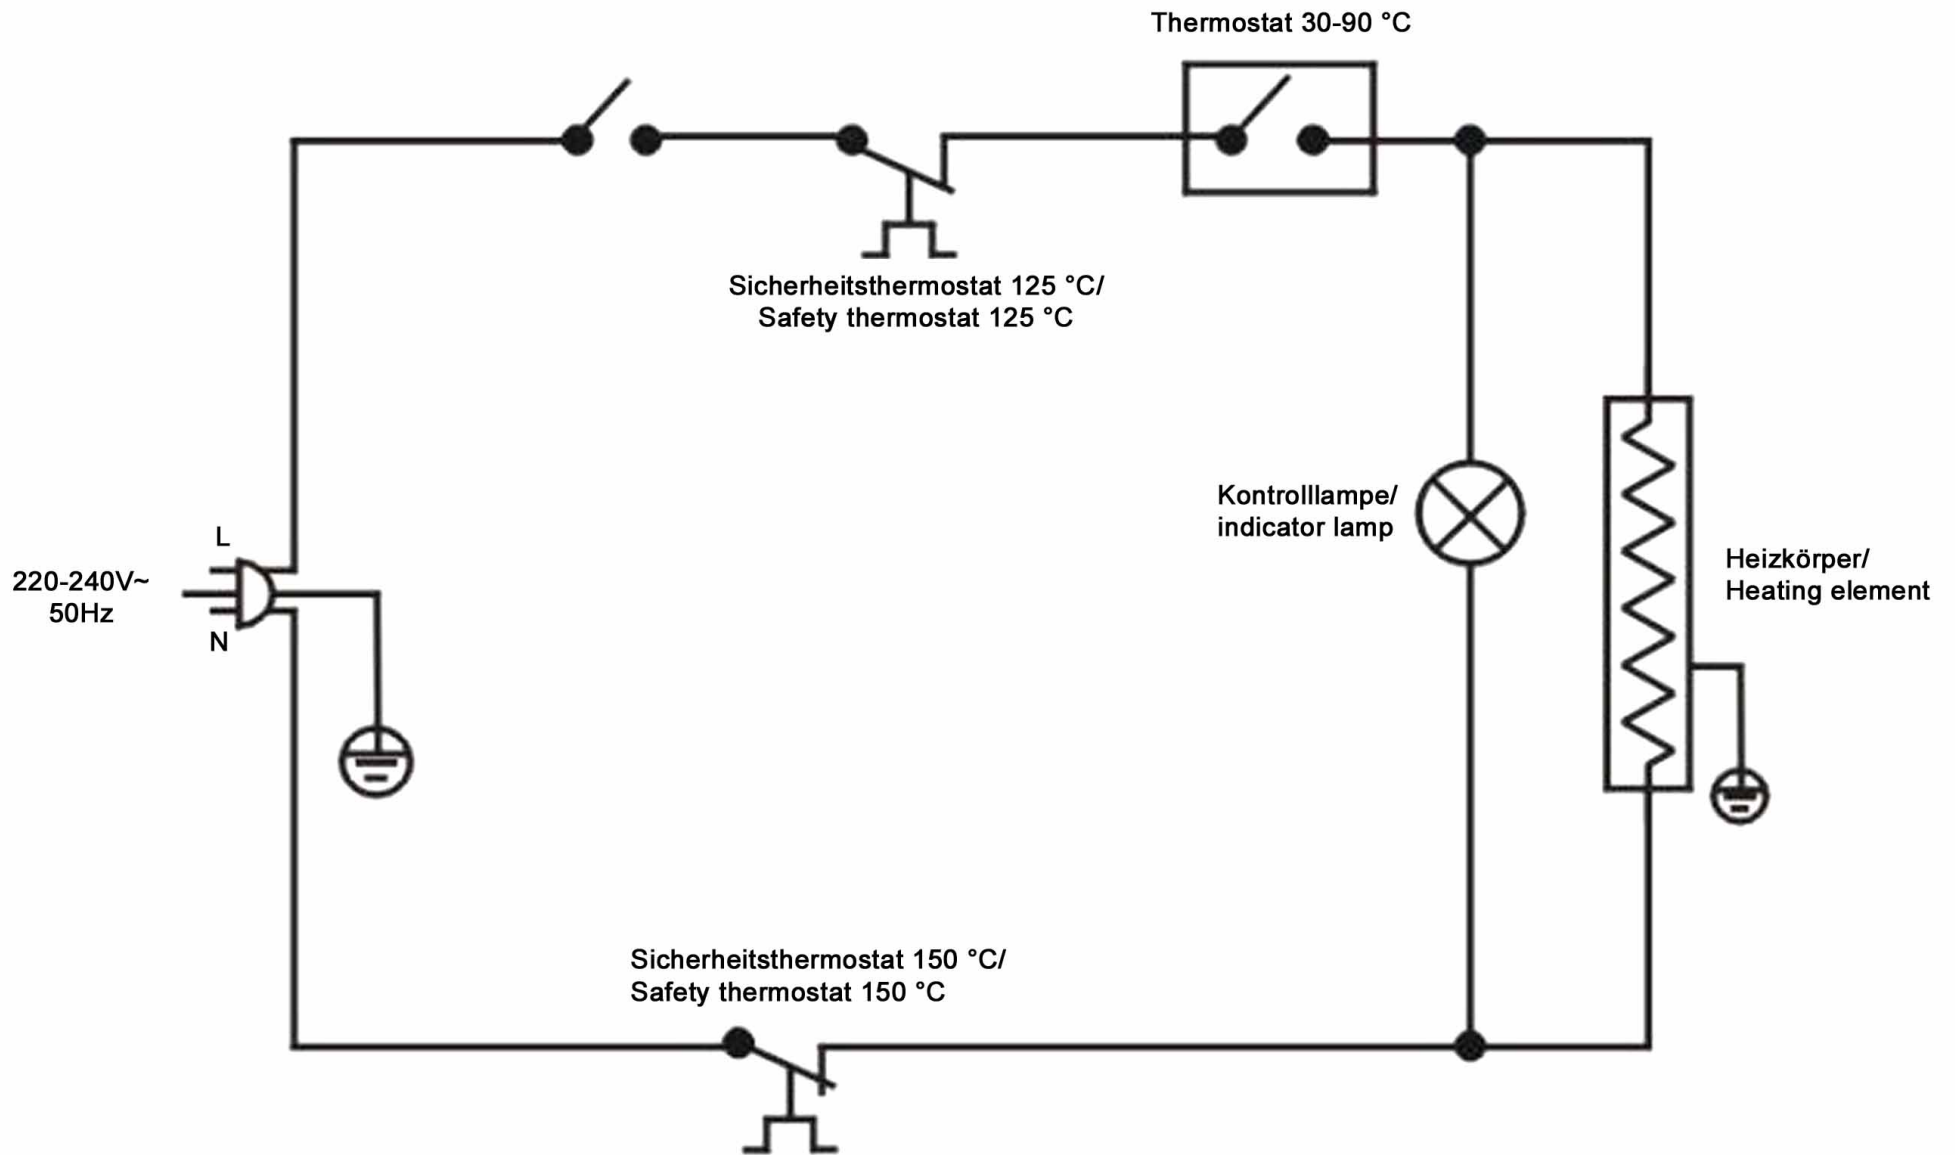 Thermostat 30-90 °C
Sicherheitsthermostat 125 °C/
Safety thermostat 125 °C
Kontrolllampe/
indicator lamp
L
220-240V~
50Hz
N
Heizkörper/
Heating element
Sicherheitsthermostat 150 °C/
Safety thermostat 150 °C